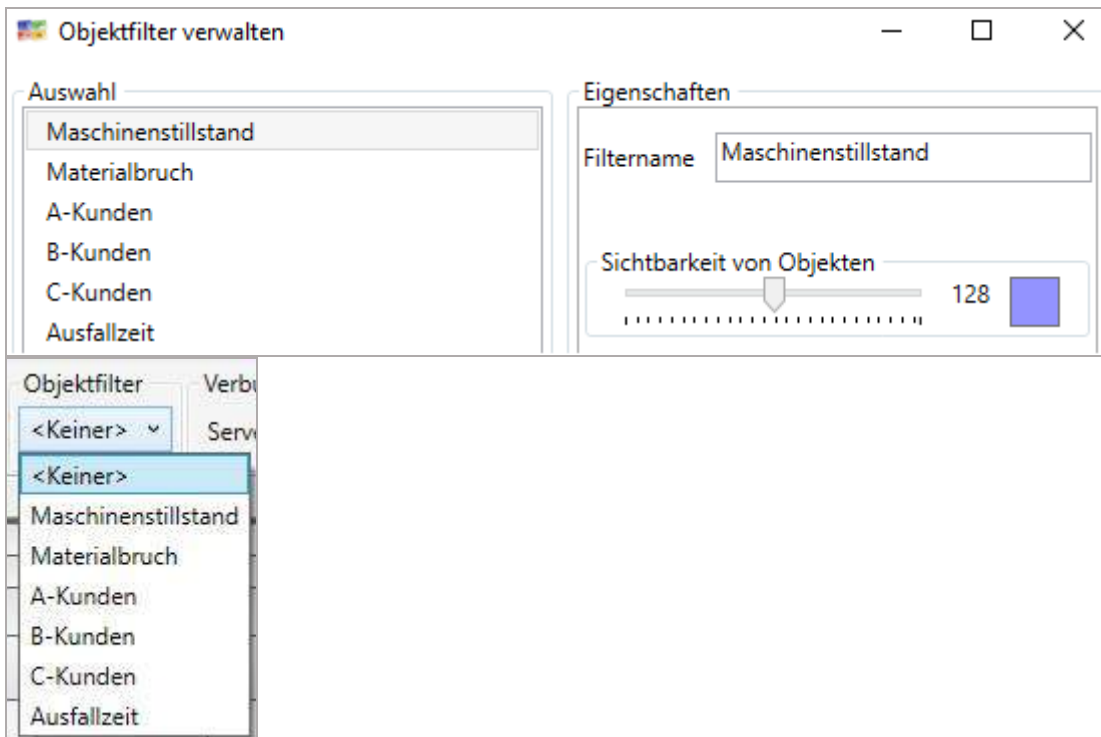 Objektfilter verwalten
Auswahl
Maschinenstillstand
Materialbruch
A-Kunden
B-Kunden
C-Kunden
Ausfallzeit
Eigenschaften
Filtername Maschinenstillstand
Sichtbarkeit von Objekten
128
Objektfilter
<Keiner>
<Keiner>
Maschinenstillstand
Materialbruch
A-Kunden
B-Kunden
C-Kunden
Ausfallzeit